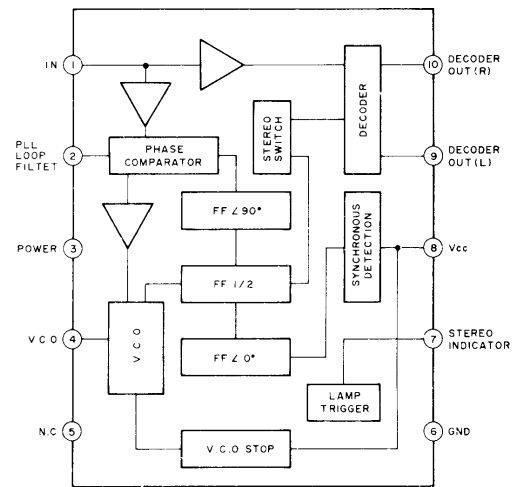 IN
1
10
DECODER
OUT (R)
DECODER
STEREO
SWITCH
PLL
LOOP
FILTET
2
PHASE
COMPARATOR
9
DECODER
OUT (L)
FF ∠90°
SYNCHRONOUS
DETECTION
POWER
3
8
Vcc
FF 1/2
V C O
4
V.C.O
FF ∠ 0°
7
STEREO
INDICATOR
LAMP
TRIGGER
N.C
5
6
GND
V.C.O STOP